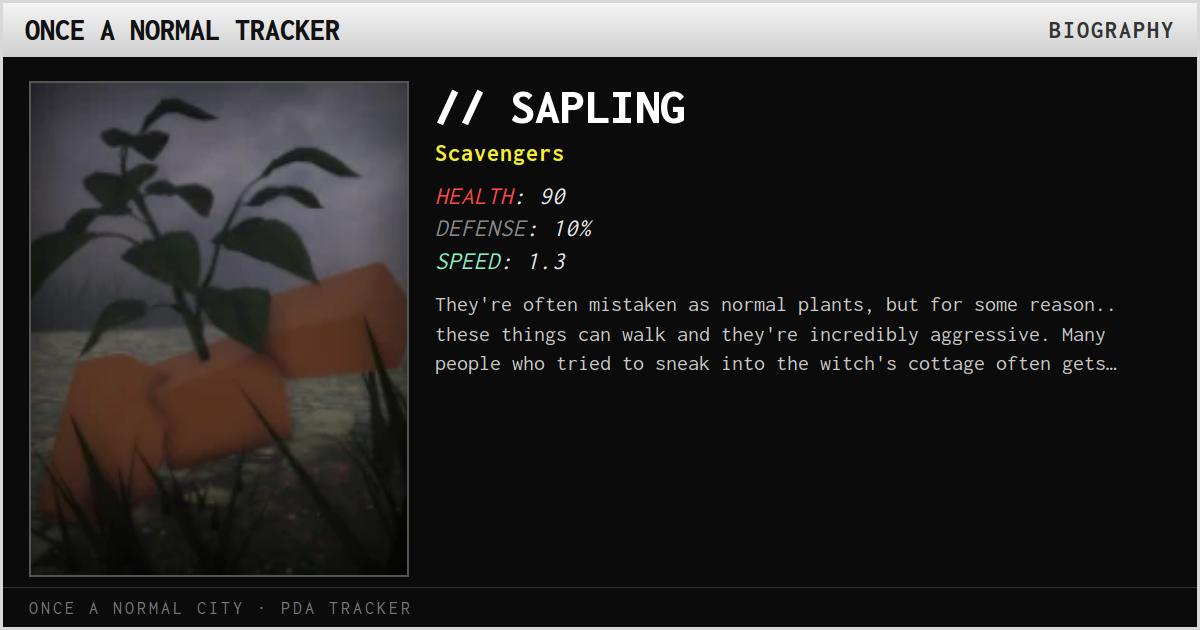 ONCE A NORMAL TRACKER
BIOGRAPHY
// SAPLING
Scavengers
HEALTH: 90
DEFENSE: 10%
SPEED: 1.3
They're often mistaken as normal plants, but for some reason..
these things can walk and they're incredibly aggressive. Many
people who tried to sneak into the witch's cottage often gets…
ONCE A NORMAL CITY · PDA TRACKER